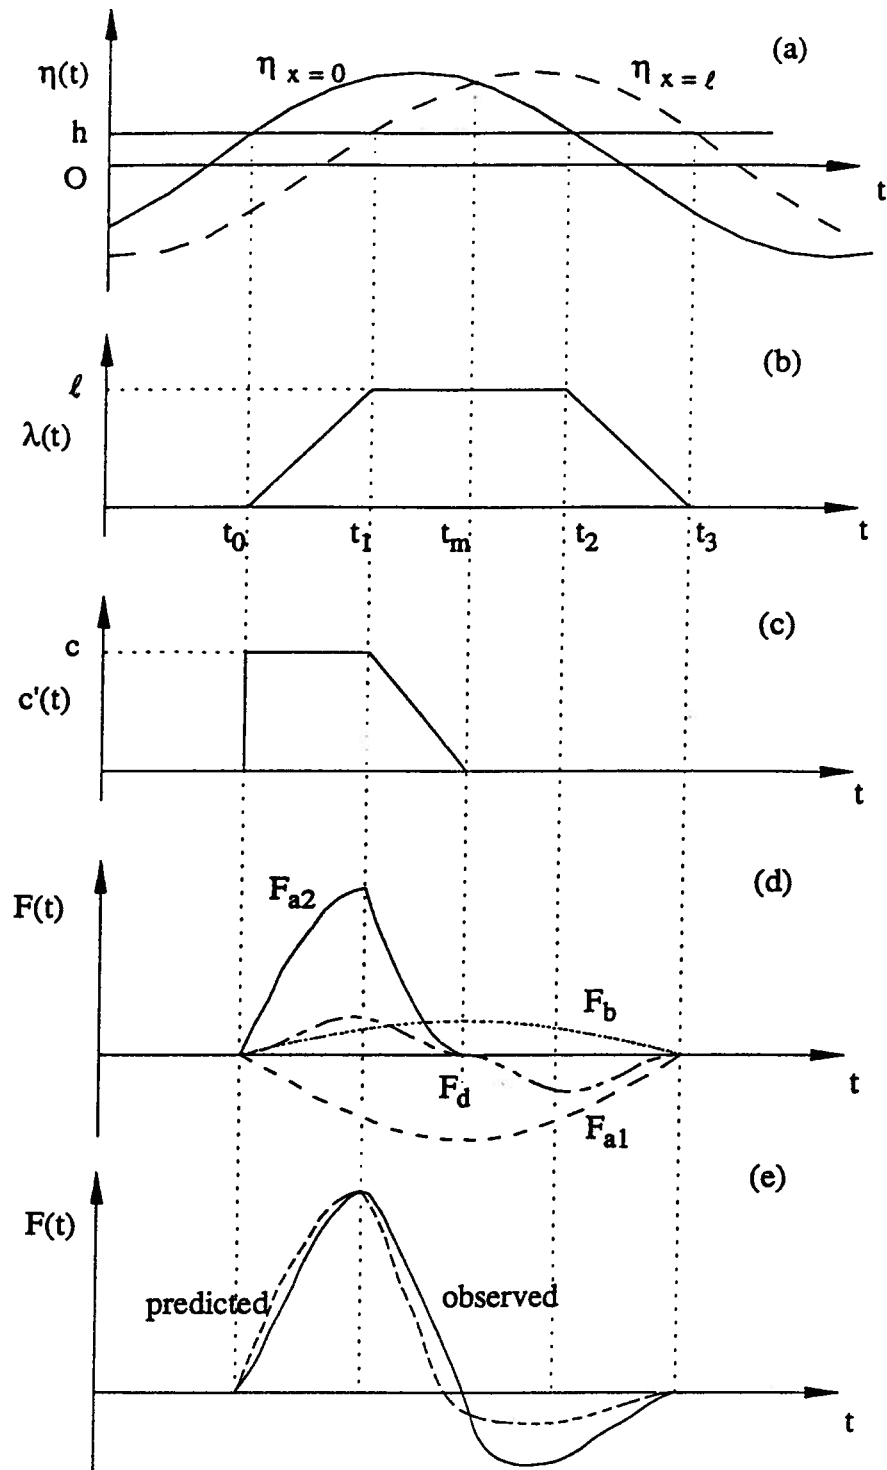 (a)
η(t)
η x = 0
η x = ℓ
h
O
t
(b)
ℓ
λ(t)
t0 t1 tm t2 t3 t
(c)
c
c'(t)
t
(d)
F(t)
Fa2
Fb
Fd
Fa1
t
(e)
F(t)
predicted
observed
t